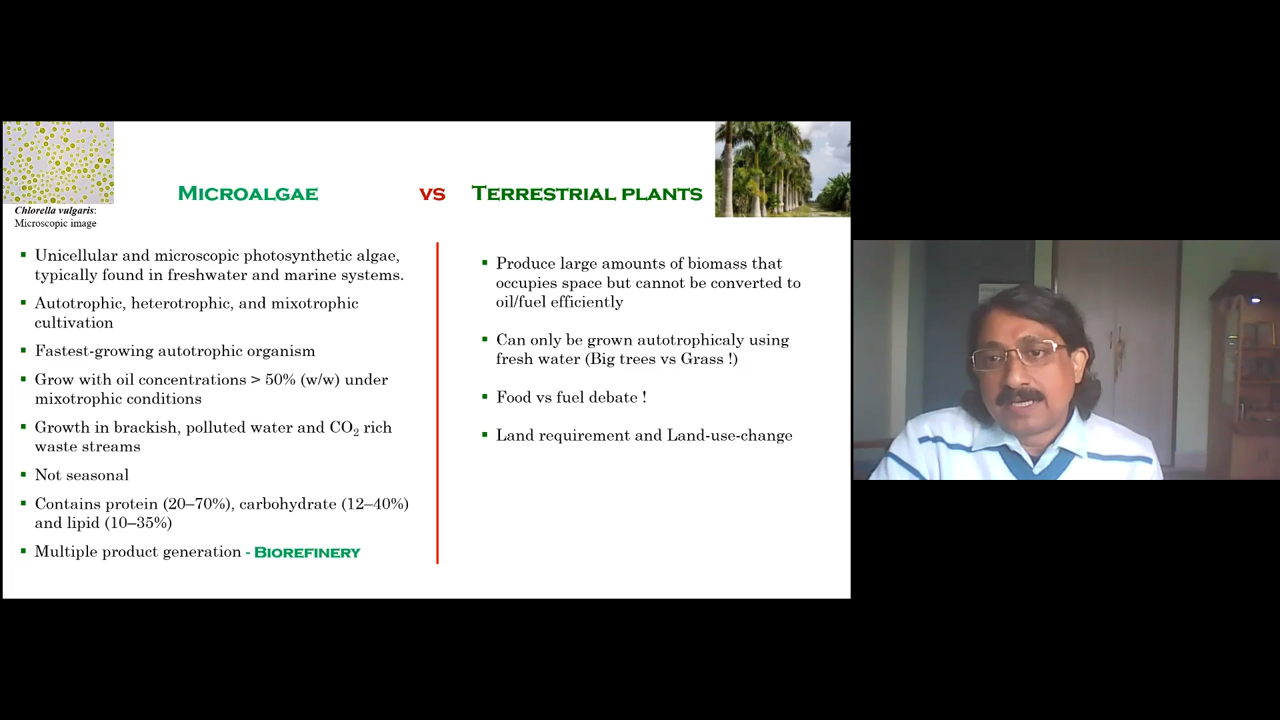 MICROALGAE VS TERRESTRIAL PLANTS
Chlorella vulgaris:
Microscopic image
▪ Unicellular and microscopic photosynthetic algae,
typically found in freshwater and marine systems.
▪ Autotrophic, heterotrophic, and mixotrophic
cultivation
▪ Fastest-growing autotrophic organism
▪ Grow with oil concentrations > 50% (w/w) under
mixotrophic conditions
▪ Growth in brackish, polluted water and CO₂ rich
waste streams
▪ Not seasonal
▪ Contains protein (20–70%), carbohydrate (12–40%)
and lipid (10–35%)
▪ Multiple product generation - BIOREFINERY
▪ Produce large amounts of biomass that
occupies space but cannot be converted to
oil/fuel efficiently
▪ Can only be grown autotrophicaly using
fresh water (Big trees vs Grass !)
▪ Food vs fuel debate !
▪ Land requirement and Land-use-change